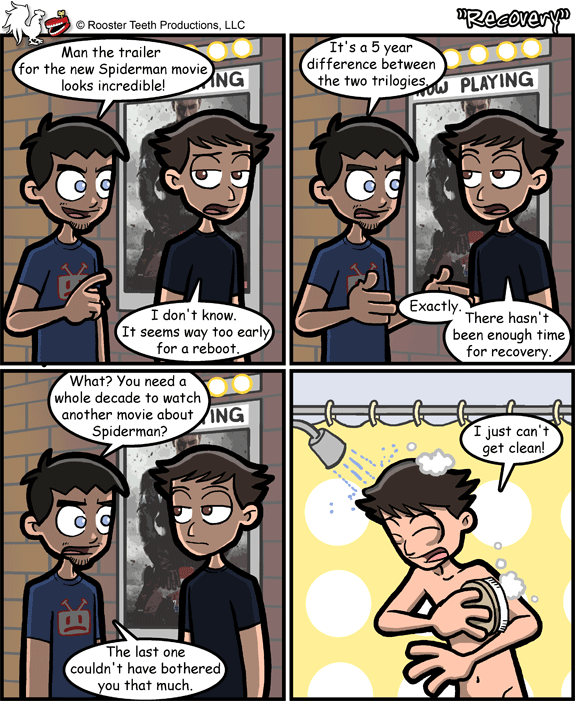 © Rooster Teeth Productions, LLC
"Recovery"
Man the trailer
for the new Spiderman movie
looks incredible!
ING
I don't know.
It seems way too early
for a reboot.
It's a 5 year
difference between
the two trilogies.
NOW PLAYING
Exactly.
There hasn't
been enough time
for recovery.
What? You need a
whole decade to watch
another movie about
Spiderman?
ING
The last one
couldn't have bothered
you that much.
I just can't
get clean!